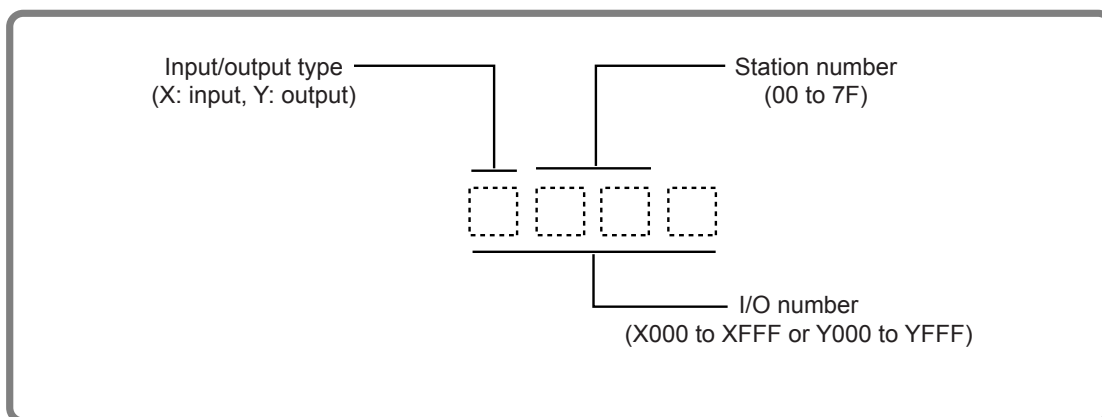 Input/output type
(X: input, Y: output)
Station number
(00 to 7F)
I/O number
(X000 to XFFF or Y000 to YFFF)